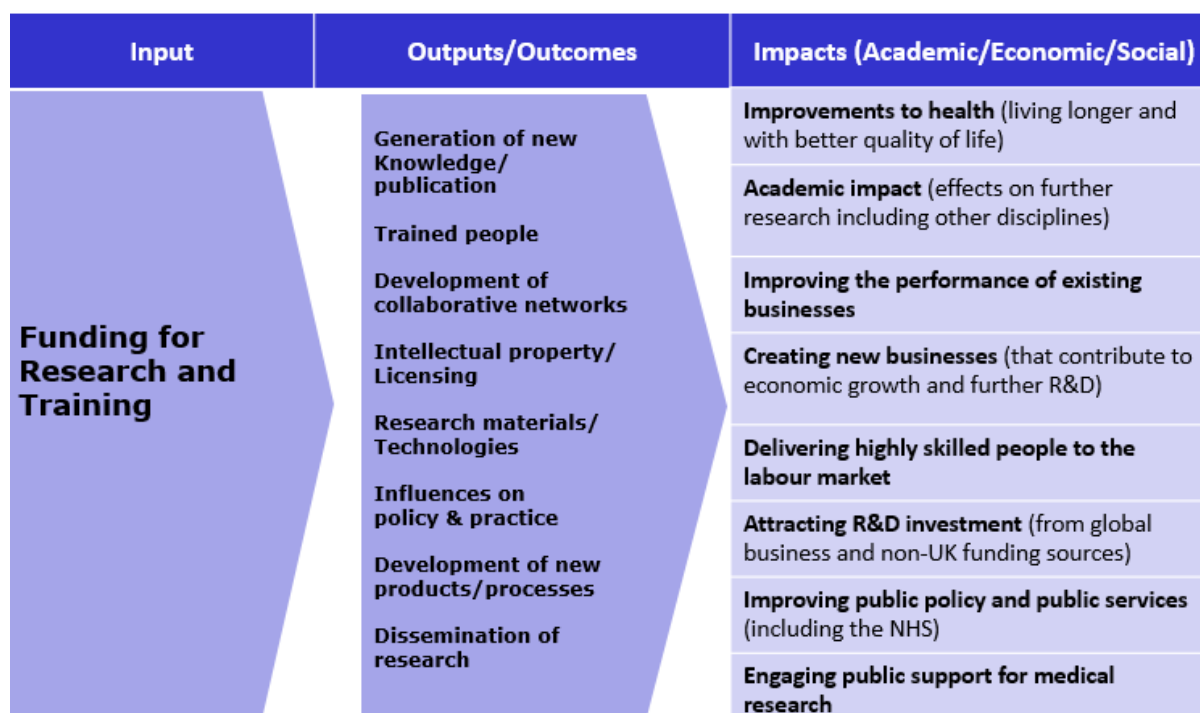 Input
Outputs/Outcomes
Impacts (Academic/Economic/Social)
Funding for
Research and
Training
Generation of new
Knowledge/
publication
Trained people
Development of
collaborative networks
Intellectual property/
Licensing
Research materials/
Technologies
Influences on
policy & practice
Development of new
products/processes
Dissemination of
research
Improvements to health (living longer and
with better quality of life)
Academic impact (effects on further
research including other disciplines)
Improving the performance of existing
businesses
Creating new businesses (that contribute to
economic growth and further R&D)
Delivering highly skilled people to the
labour market
Attracting R&D investment (from global
business and non-UK funding sources)
Improving public policy and public services
(including the NHS)
Engaging public support for medical
research